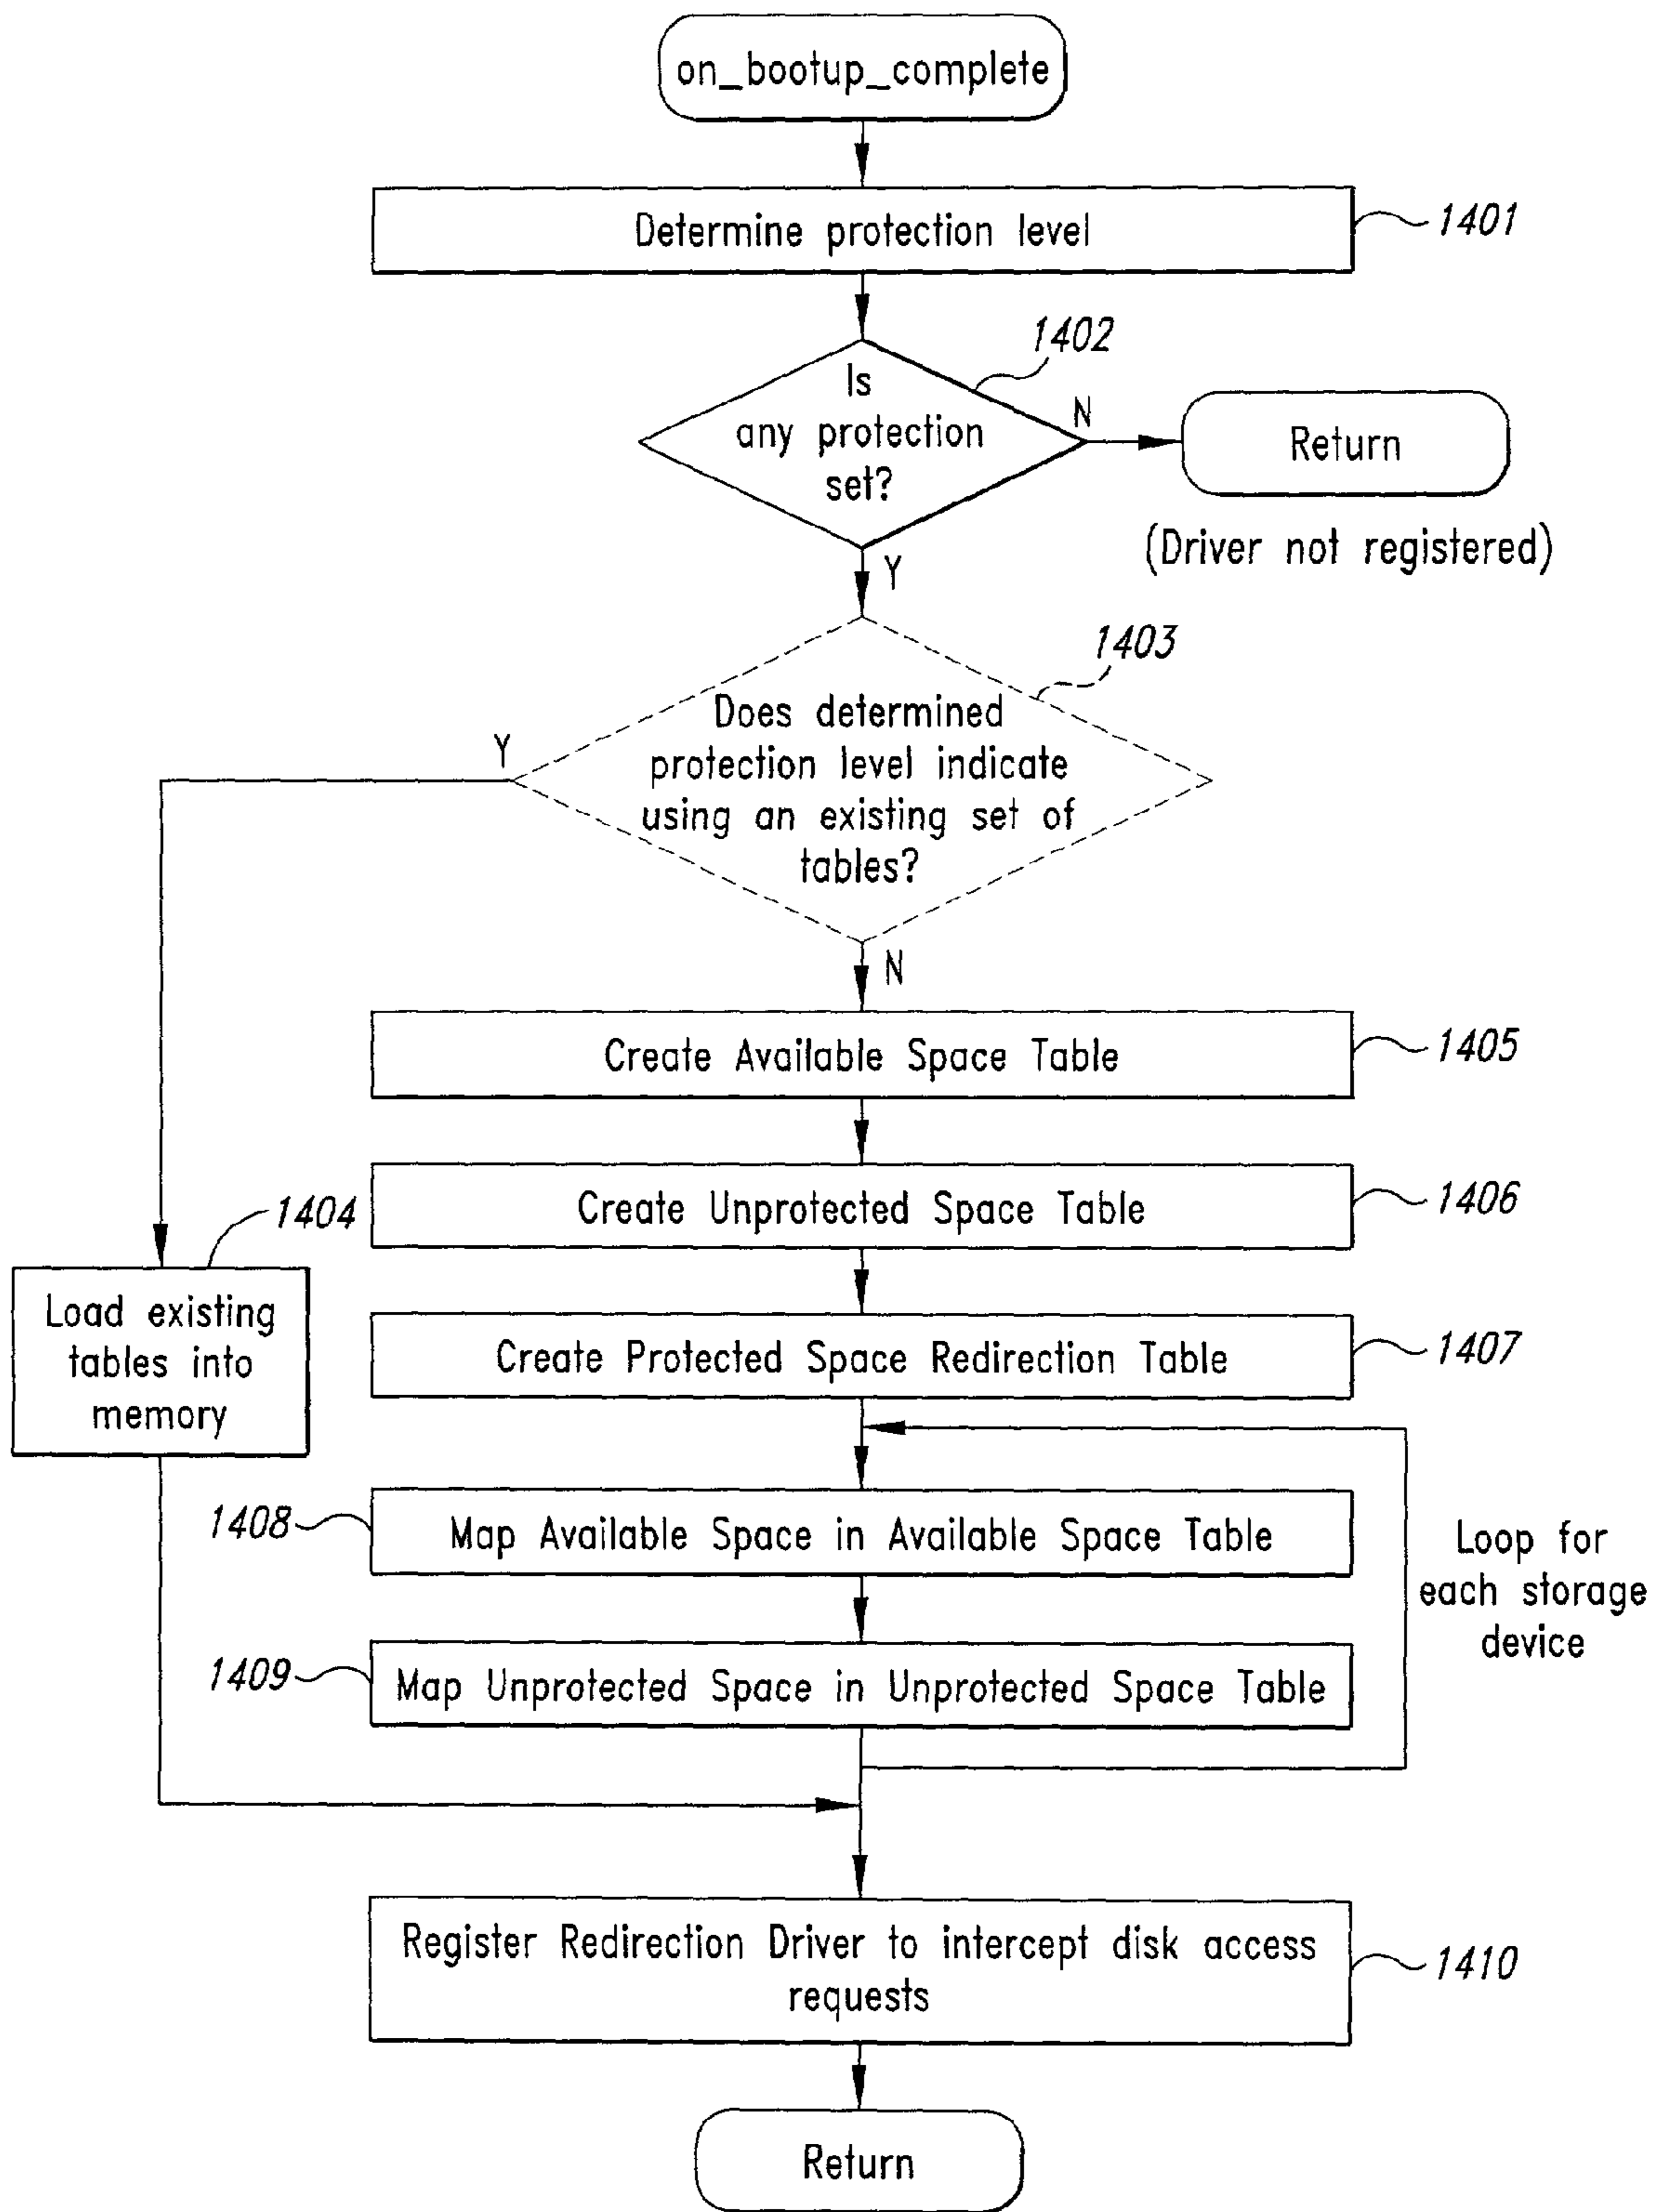 on_bootup_complete
Determine protection level
1401
1402
Is
any protection
set?
N
Return
(Driver not registered)
Y
1403
Does determined
protection level indicate
using an existing set of
tables?
Y
N
Create Available Space Table
1405
Create Unprotected Space Table
1406
1404
Load existing
tables into
memory
Create Protected Space Redirection Table
1407
1408
Map Available Space in Available Space Table
Loop for
each storage
device
1409
Map Unprotected Space in Unprotected Space Table
Register Redirection Driver to intercept disk access
requests
1410
Return